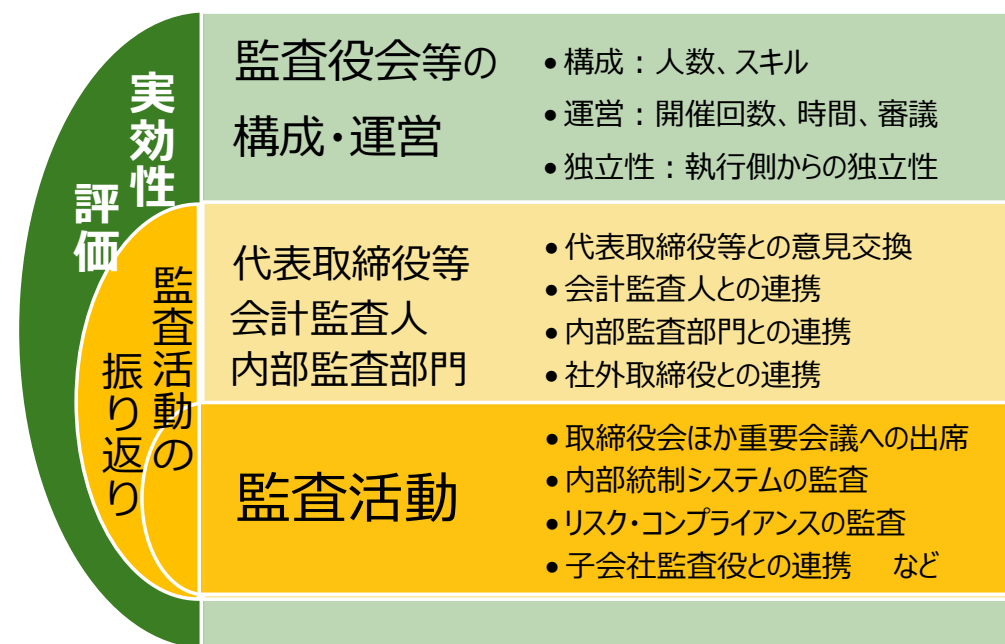 実効性
評価
監査活動の
振り返り
監査役会等の
構成・運営
•構成：人数、スキル
•運営：開催回数、時間、審議
•独立性：執行側からの独立性
代表取締役等
会計監査人
内部監査部門
•代表取締役等との意見交換
•会計監査人との連携
•内部監査部門との連携
•社外取締役との連携
監査活動
•取締役会ほか重要会議への出席
•内部統制システムの監査
•リスク・コンプライアンスの監査
•子会社監査役との連携　など